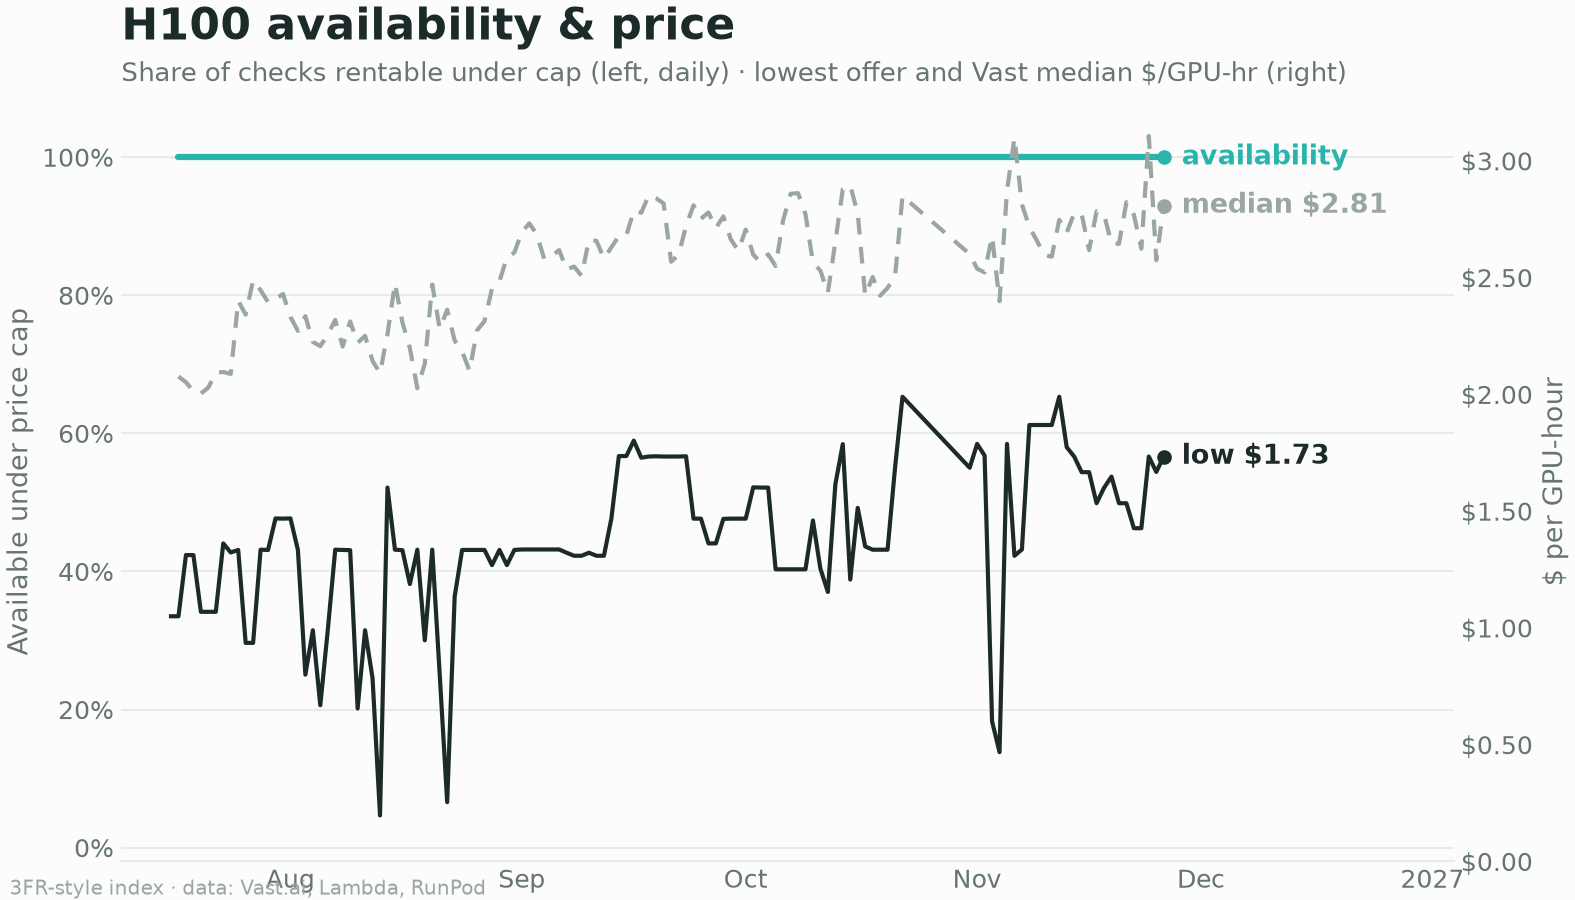 H100 availability & price
Share of checks rentable under cap (left, daily) · lowest offer and Vast median $/GPU-hr (right)
100%
80%
60%
40%
20%
0%
Available under price cap
availability
median $2.81
low $1.73
$3.00
$2.50
$2.00
$1.50
$1.00
$0.50
$0.00
$ per GPU-hour
Aug
Sep
Oct
Nov
Dec
2027
3FR-style index · data: Vast.ai, Lambda, RunPod